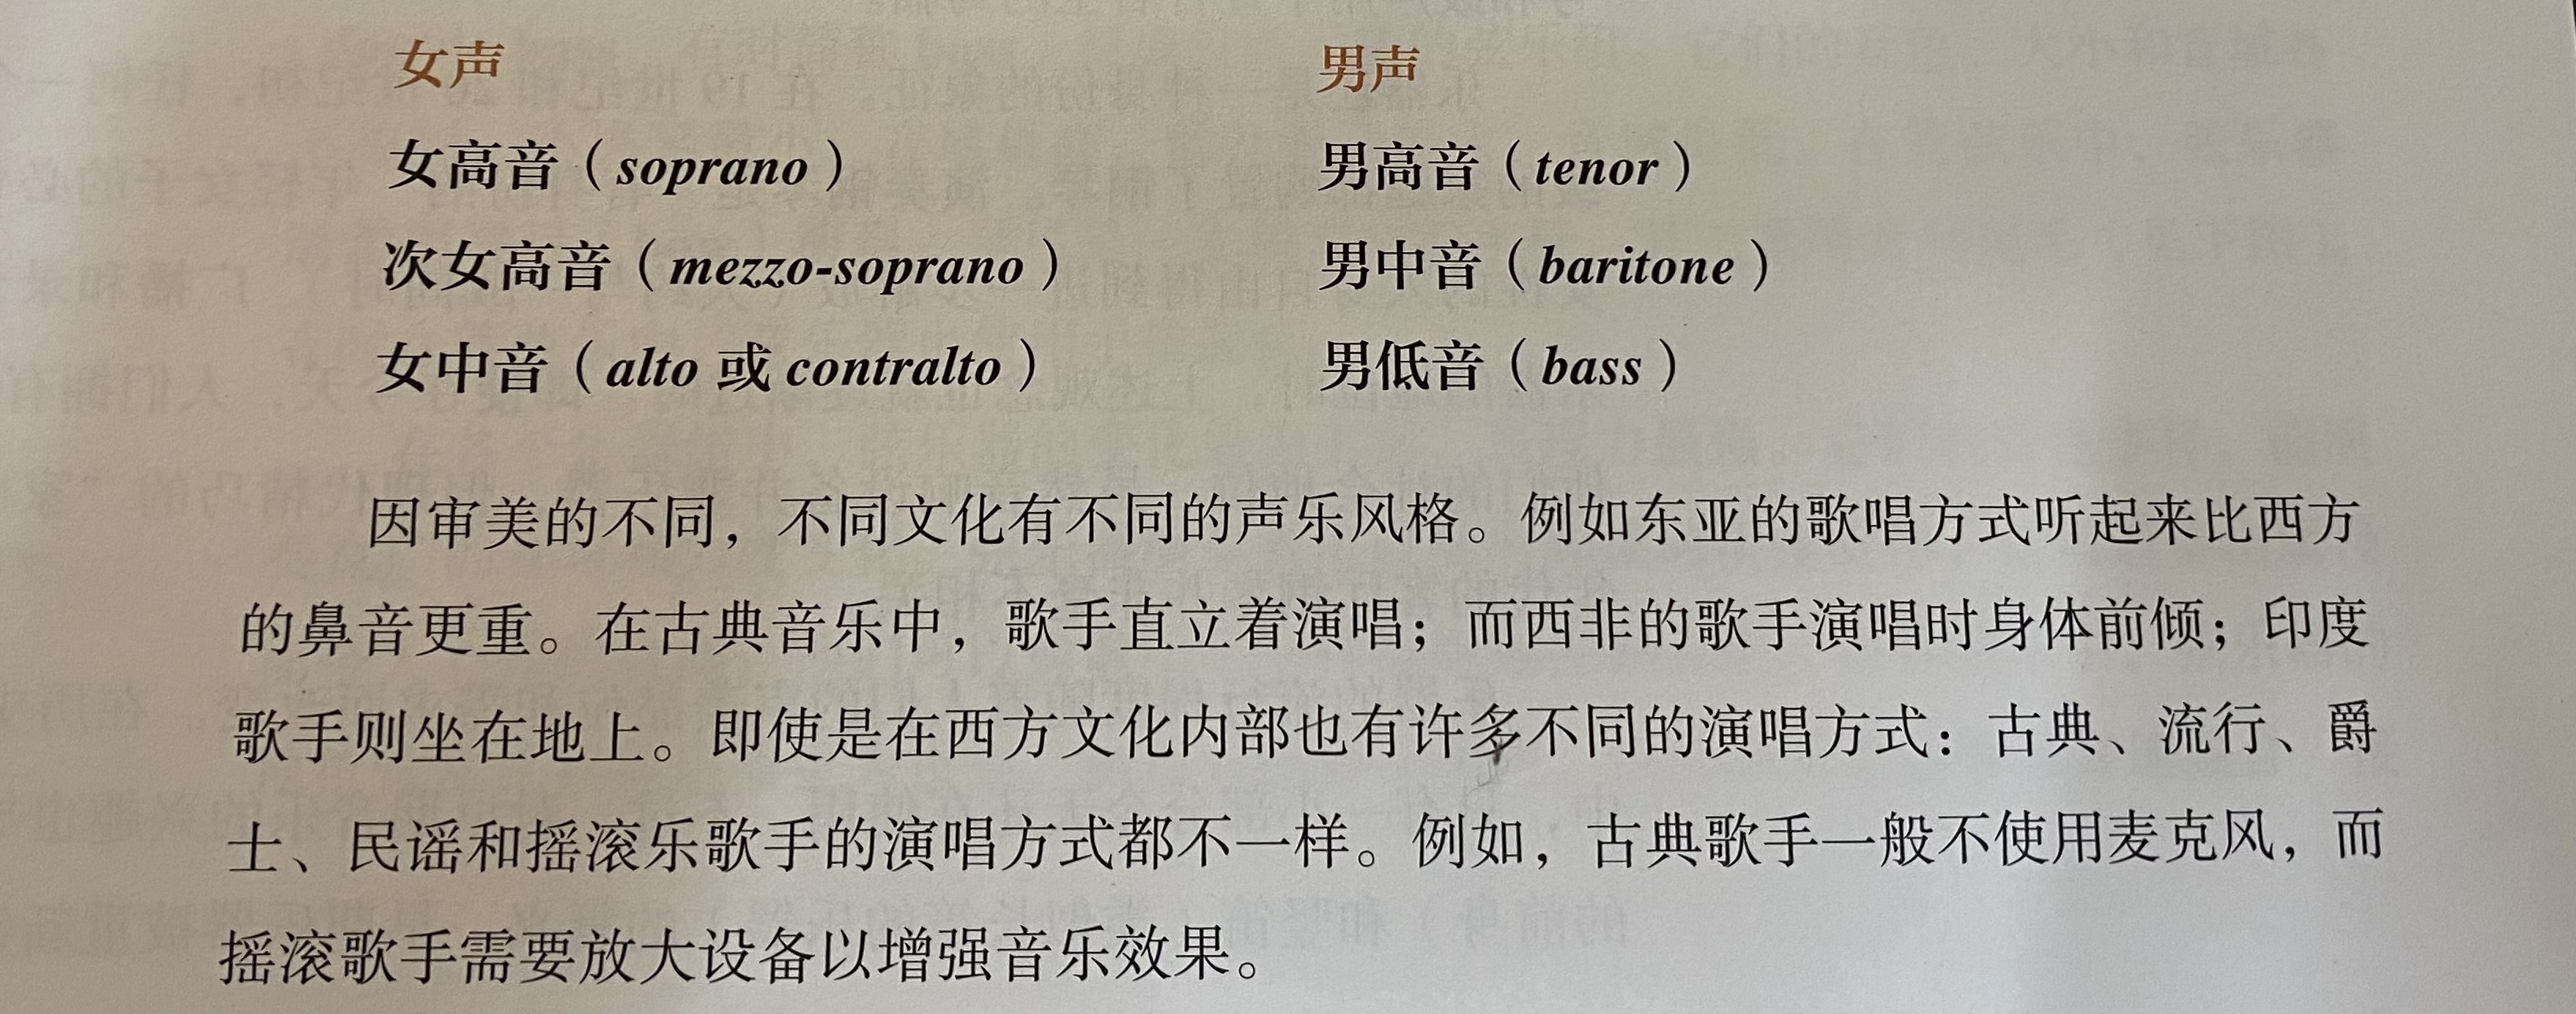 女声 男声
女高音（soprano） 男高音（tenor）
次女高音（mezzo-soprano） 男中音（baritone）
女中音（alto 或 contralto） 男低音（bass）
因审美的不同，不同文化有不同的声乐风格。例如东亚的歌唱方式听起来比西方
的鼻音更重。在古典音乐中，歌手直立着演唱；而西非的歌手演唱时身体前倾；印度
歌手则坐在地上。即使是在西方文化内部也有许多不同的演唱方式：古典、流行、爵
士、民谣和摇滚乐歌手的演唱方式都不一样。例如，古典歌手一般不使用麦克风，而
摇滚歌手需要放大设备以增强音乐效果。